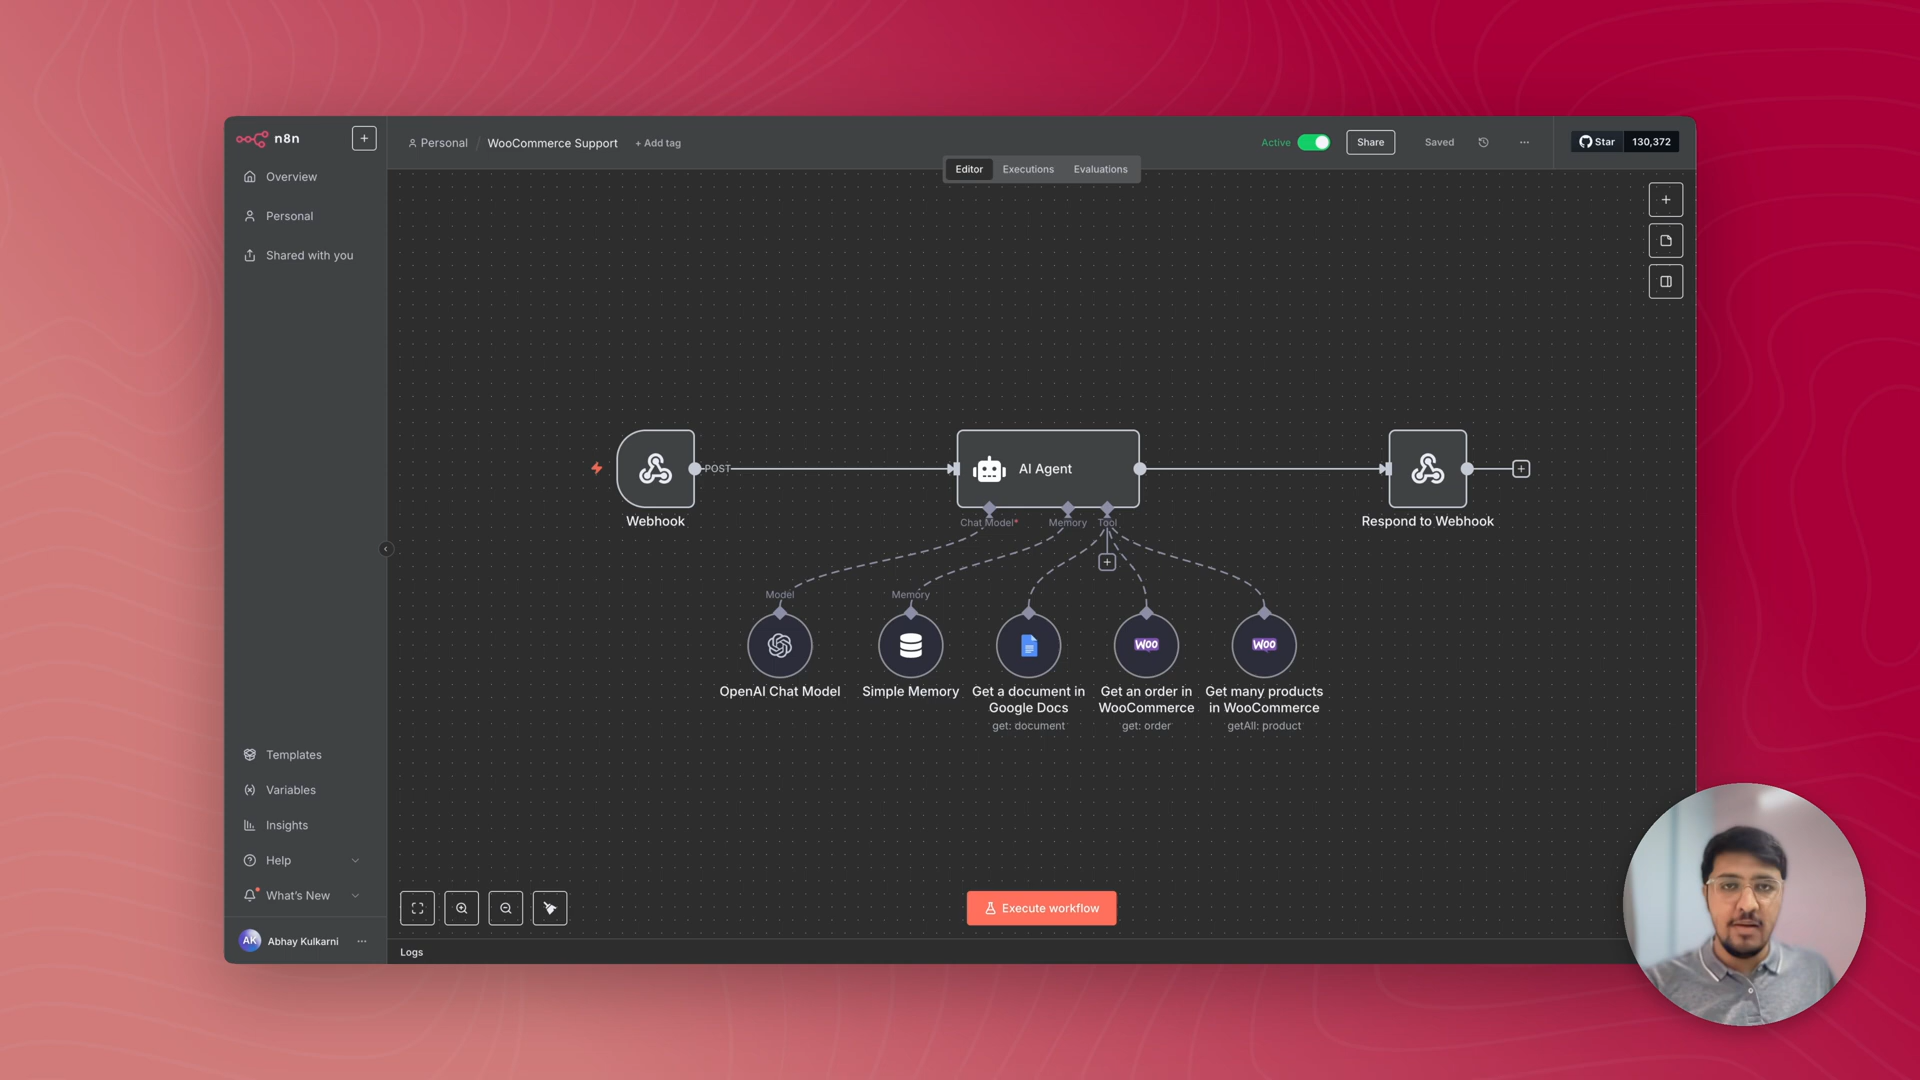 n8n
Personal / WooCommerce Support + Add tag
Active
Share
Saved
Star 130,372
Editor Executions Evaluations
Overview
Personal
Shared with you
POST
AI Agent
Webhook
Chat Model* Memory Tool
Respond to Webhook
Model
Memory
Woo
Woo
OpenAI Chat Model
Simple Memory
Get a document in
Google Docs
get: document
Get an order in
WooCommerce
get: order
Get many products
in WooCommerce
getAll: product
Templates
Variables
Insights
Help
What's New
AK Abhay Kulkarni
Execute workflow
Logs